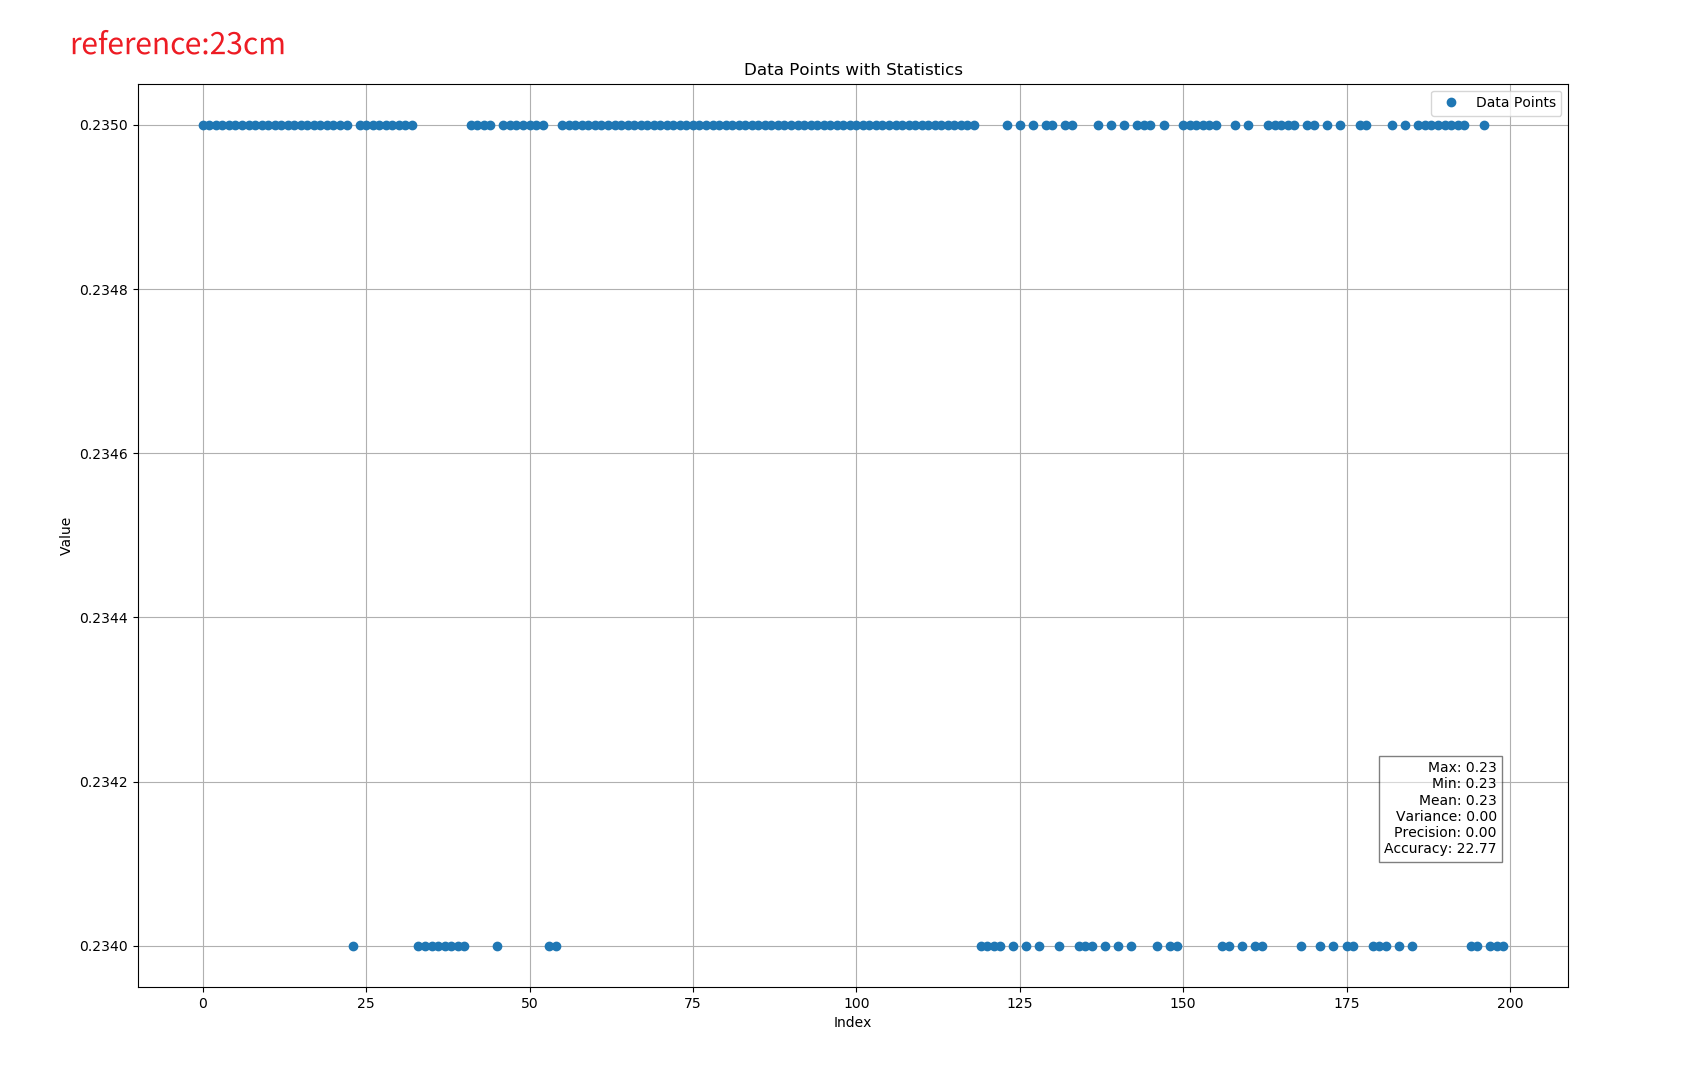 reference:23cm
Data Points with Statistics
Data Points
0.2350
0.2348
0.2346
0.2344
0.2342
0.2340
Value
Max: 0.23
Min: 0.23
Mean: 0.23
Variance: 0.00
Precision: 0.00
Accuracy: 22.77
0 25 50 75 100 125 150 175 200
Index